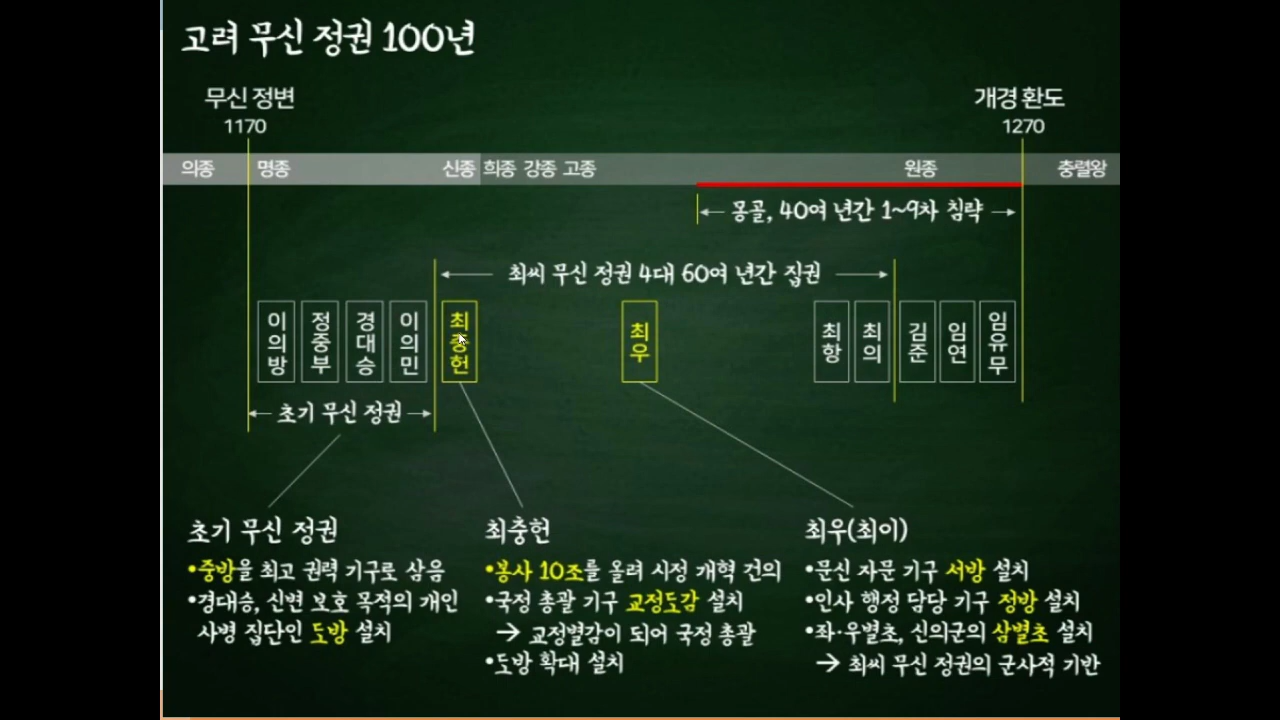 고려 무신 정권 100년
무신 정변
1170
개경 환도
1270
의종 명종 신종 희종 강종 고종 원종 충렬왕
몽골, 40여 년간 1~9차 침략
최씨 무신 정권 4대 60여 년간 집권
이의방
정중부
경대승
이의민
최충헌
최우
최항
최의
김준
임연
임유무
초기 무신 정권
초기 무신 정권
•중방을 최고 권력 기구로 삼음
•경대승, 신변 보호 목적의 개인
사병 집단인 도방 설치
최충헌
•봉사 10조를 올려 시정 개혁 건의
•국정 총괄 기구 교정도감 설치
→ 교정별감이 되어 국정 총괄
•도방 확대 설치
최우(최이)
•문신 자문 기구 서방 설치
•인사 행정 담당 기구 정방 설치
•좌·우별초, 신의군의 삼별초 설치
→ 최씨 무신 정권의 군사적 기반